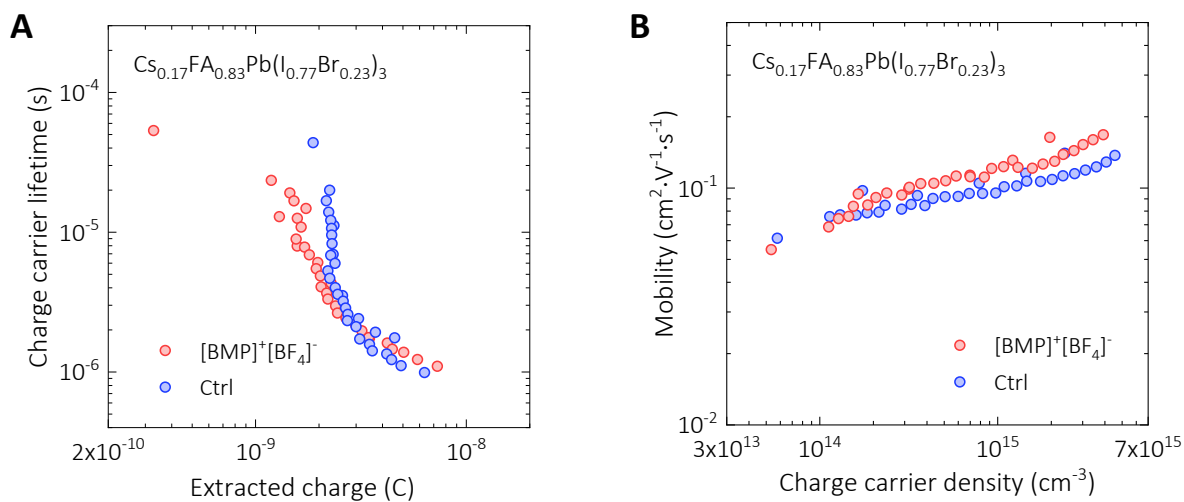 A
Cs₀.₁₇FA₀.₈₃Pb(I₀.₇₇Br₀.₂₃)₃
Charge carrier lifetime (s)
10⁻⁴
10⁻⁵
10⁻⁶
[BMP]⁺[BF₄]⁻
Ctrl
2x10⁻¹⁰
10⁻⁹
10⁻⁸
Extracted charge (C)
B
Cs₀.₁₇FA₀.₈₃Pb(I₀.₇₇Br₀.₂₃)₃
Mobility (cm²·V⁻¹·s⁻¹)
10⁻¹
10⁻²
[BMP]⁺[BF₄]⁻
Ctrl
3x10¹³
10¹⁴
10¹⁵
7x10¹⁵
Charge carrier density (cm⁻³)